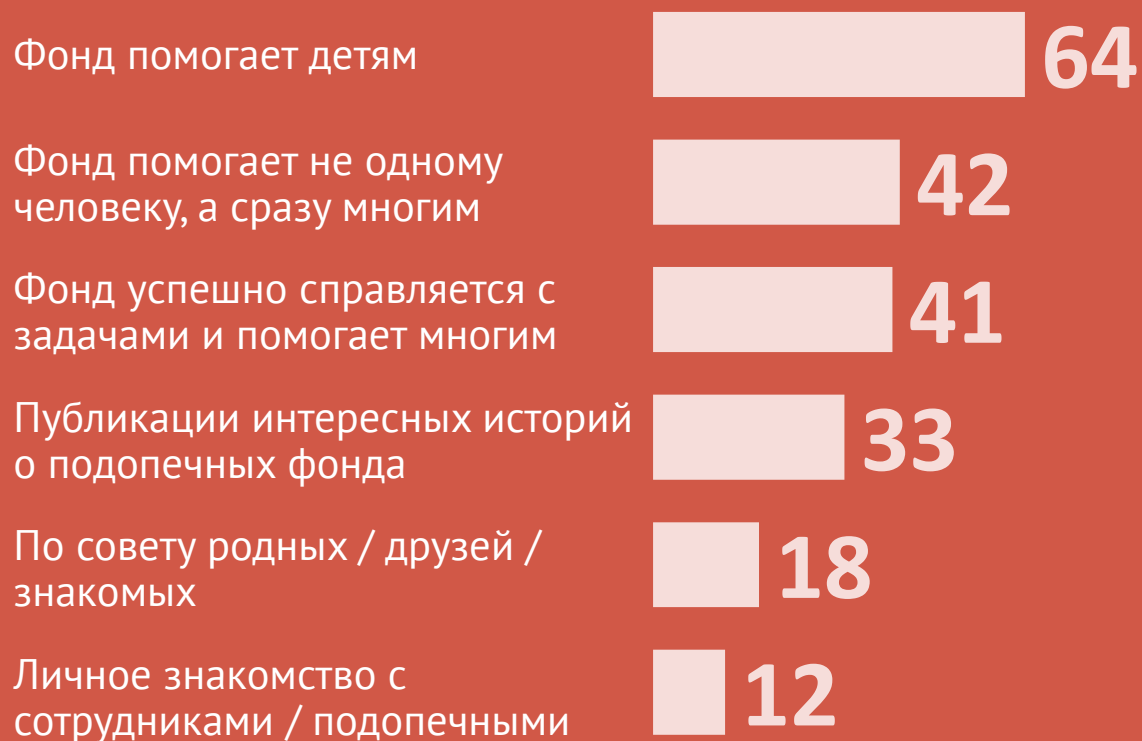 Фонд помогает детям
64
Фонд помогает не одному
человеку, а сразу многим
42
Фонд успешно справляется с
задачами и помогает многим
41
Публикации интересных историй
о подопечных фонда
33
По совету родных / друзей /
знакомых
18
Личное знакомство с
сотрудниками / подопечными
12